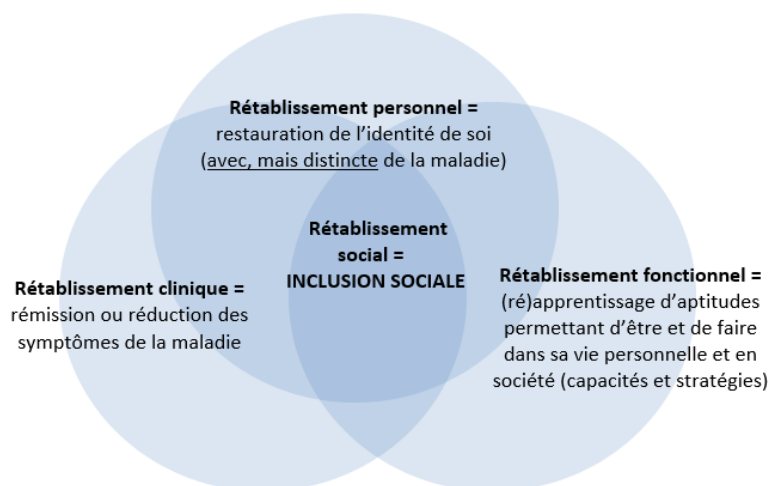 Rétablissement personnel =
restauration de l’identité de soi
(avec, mais distincte de la maladie)
Rétablissement
social =
INCLUSION SOCIALE
Rétablissement clinique =
rémission ou réduction des
symptômes de la maladie
Rétablissement fonctionnel =
(ré)apprentissage d’aptitudes
permettant d’être et de faire
dans sa vie personnelle et en
société (capacités et stratégies)